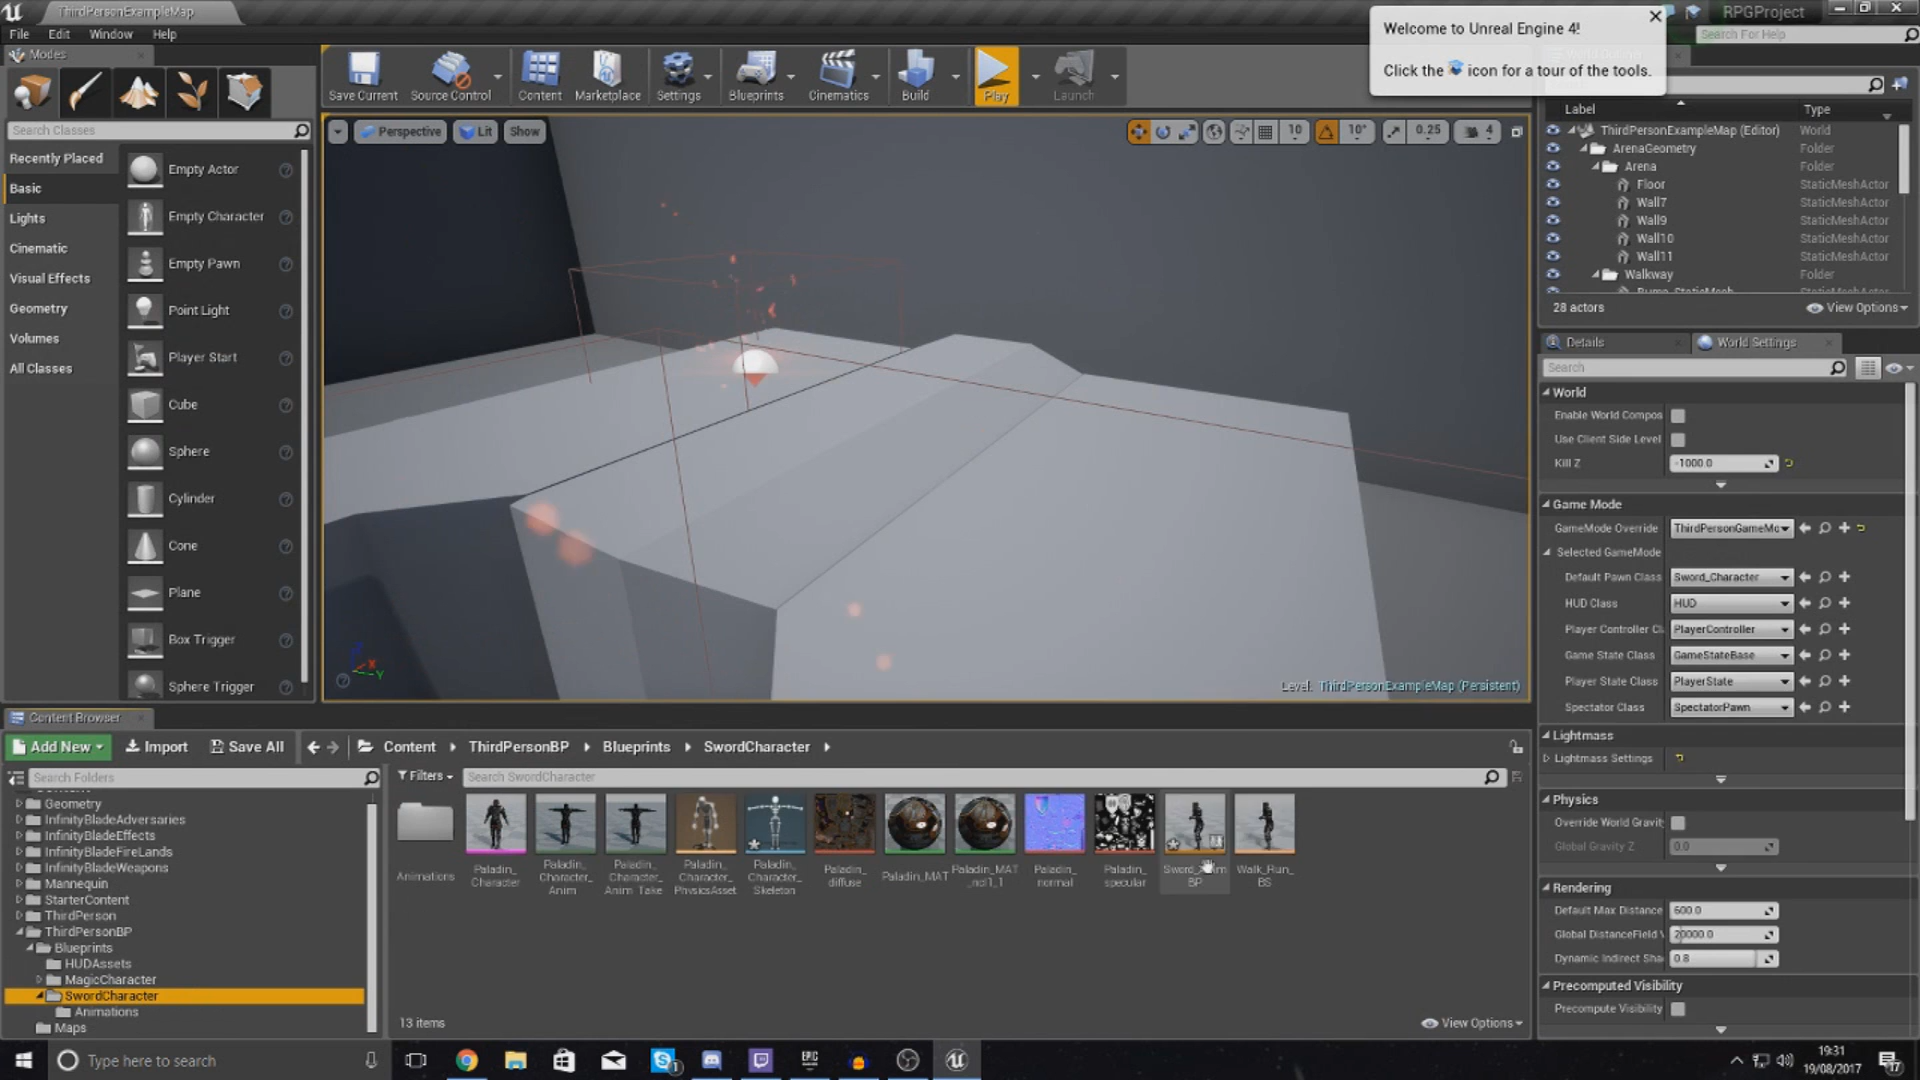 ThirdPersonExampleMap
RPGProject
File Edit Window Help
Search For Help
Welcome to Unreal Engine 4!
Click the icon for a tour of the tools.
Modes
Save Current
Source Control
Content
Marketplace
Settings
Blueprints
Cinematics
Build
Play
Launch
Search Classes
Recently Placed
Basic
Lights
Cinematic
Visual Effects
Geometry
Volumes
All Classes
Empty Actor
Empty Character
Empty Pawn
Point Light
Player Start
Cube
Sphere
Cylinder
Cone
Plane
Box Trigger
Sphere Trigger
Perspective
Lit
Show
10
10°
0.25
4
Level: ThirdPersonExampleMap (Persistent)
Label Type
ThirdPersonExampleMap (Editor) World
ArenaGeometry Folder
Arena Folder
Floor StaticMeshActor
Wall7 StaticMeshActor
Wall9 StaticMeshActor
Wall10 StaticMeshActor
Wall11 StaticMeshActor
Walkway Folder
28 actors
View Options
Details
World Settings
Search
World
Enable World Compos
Use Client Side Level
Kill Z -1000.0
Game Mode
GameMode Override ThirdPersonGameMo
Selected GameMode
Default Pawn Class Sword_Character
HUD Class HUD
Player Controller Cl PlayerController
Game State Class GameStateBase
Player State Class PlayerState
Spectator Class SpectatorPawn
Lightmass
Lightmass Settings
Physics
Override World Gravit
Global Gravity Z 0.0
Rendering
Default Max Distance 600.0
Global DistanceField V 20000.0
Dynamic Indirect Sha 0.8
Precomputed Visibility
Precompute Visibility
Content Browser
Add New
Import
Save All
Content
ThirdPersonBP
Blueprints
SwordCharacter
Search Folders
Filters
Search SwordCharacter
Geometry
InfinityBladeAdversaries
InfinityBladeEffects
InfinityBladeFireLands
InfinityBladeWeapons
Mannequin
StarterContent
ThirdPerson
ThirdPersonBP
Blueprints
HUDAssets
MagicCharacter
SwordCharacter
Animations
Maps
Animations
Paladin_
Character
Paladin_
Character_
Anim
Paladin_
Character_
Anim_Take
Paladin_
Character_
PhysicsAsset
Paladin_
Character_
Skeleton
Paladin_
diffuse
Paladin_MAT
Paladin_MAT
_ncl1_1
Paladin_
normal
Paladin_
specular
BP
Walk_Run_
BS
13 items
View Options
Type here to search
EPIC
1
19:31
19/08/2017
17